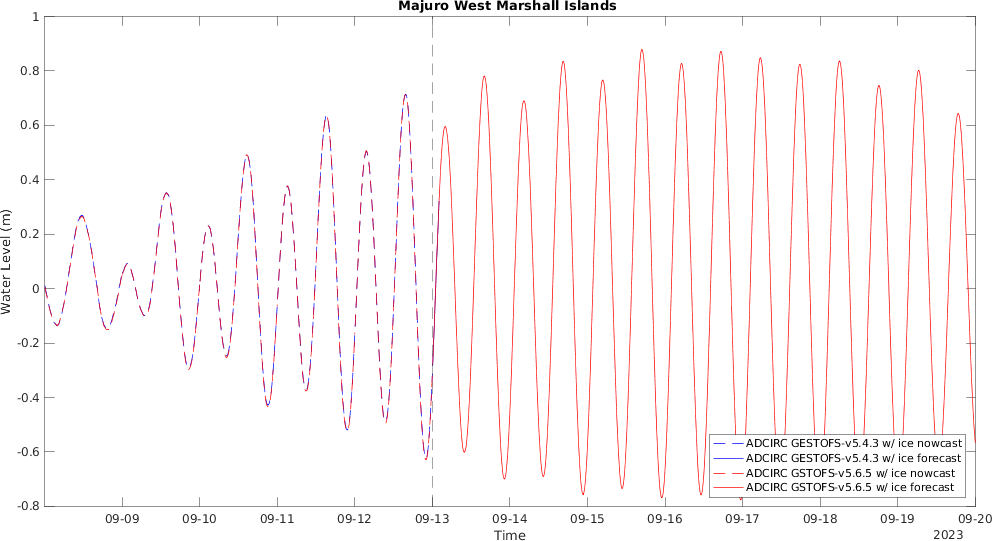 Majuro West Marshall Islands
1
0.8
0.6
0.4
0.2
0
-0.2
-0.4
-0.6
-0.8
Water Level (m)
ADCIRC GESTOFS-v5.4.3 w/ ice nowcast
ADCIRC GESTOFS-v5.4.3 w/ ice forecast
ADCIRC GSTOFS-v5.6.5 w/ ice nowcast
ADCIRC GSTOFS-v5.6.5 w/ ice forecast
09-09 09-10 09-11 09-12 09-13 09-14 09-15 09-16 09-17 09-18 09-19 09-20
Time
2023